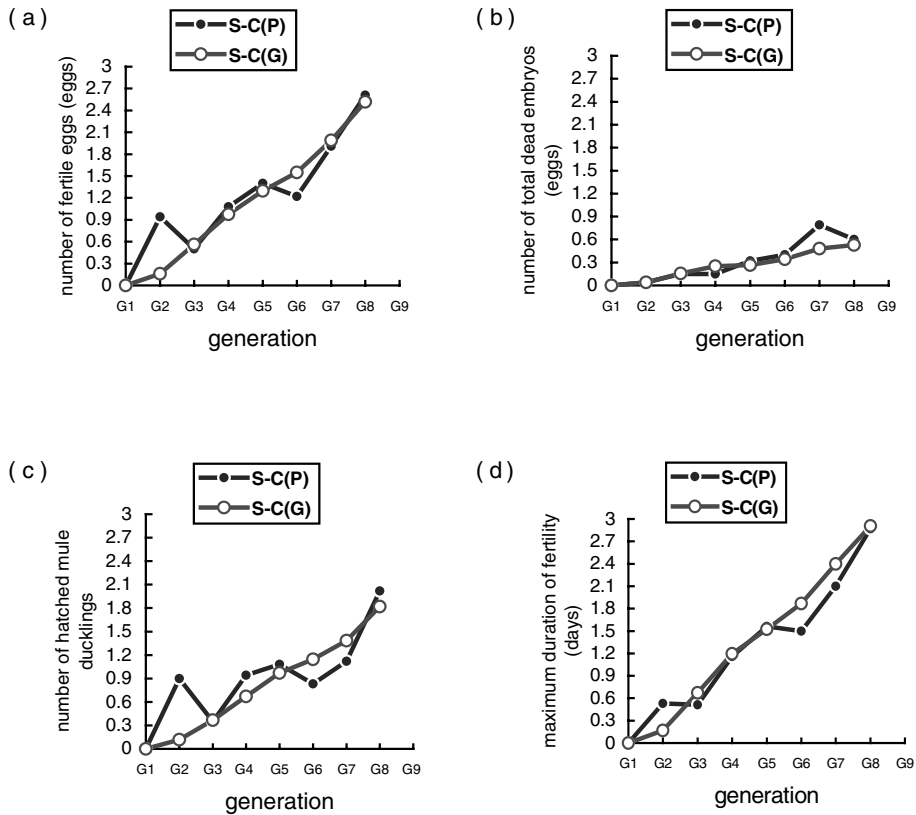 ( a )
S-C(P)
S-C(G)
number of fertile eggs (eggs)
3
2.7
2.4
2.1
1.8
1.5
1.2
0.9
0.6
0.3
0
G1 G2 G3 G4 G5 G6 G7 G8 G9
generation
( b )
S-C(P)
S-C(G)
number of total dead embryos
(eggs)
3
2.7
2.4
2.1
1.8
1.5
1.2
0.9
0.6
0.3
0
G1 G2 G3 G4 G5 G6 G7 G8 G9
generation
( c )
S-C(P)
S-C(G)
number of hatched mule
ducklings
3
2.7
2.4
2.1
1.8
1.5
1.2
0.9
0.6
0.3
0
G1 G2 G3 G4 G5 G6 G7 G8 G9
generation
( d )
S-C(P)
S-C(G)
maximum duration of fertility
(days)
3
2.7
2.4
2.1
1.8
1.5
1.2
0.9
0.6
0.3
0
G1 G2 G3 G4 G5 G6 G7 G8 G9
generation